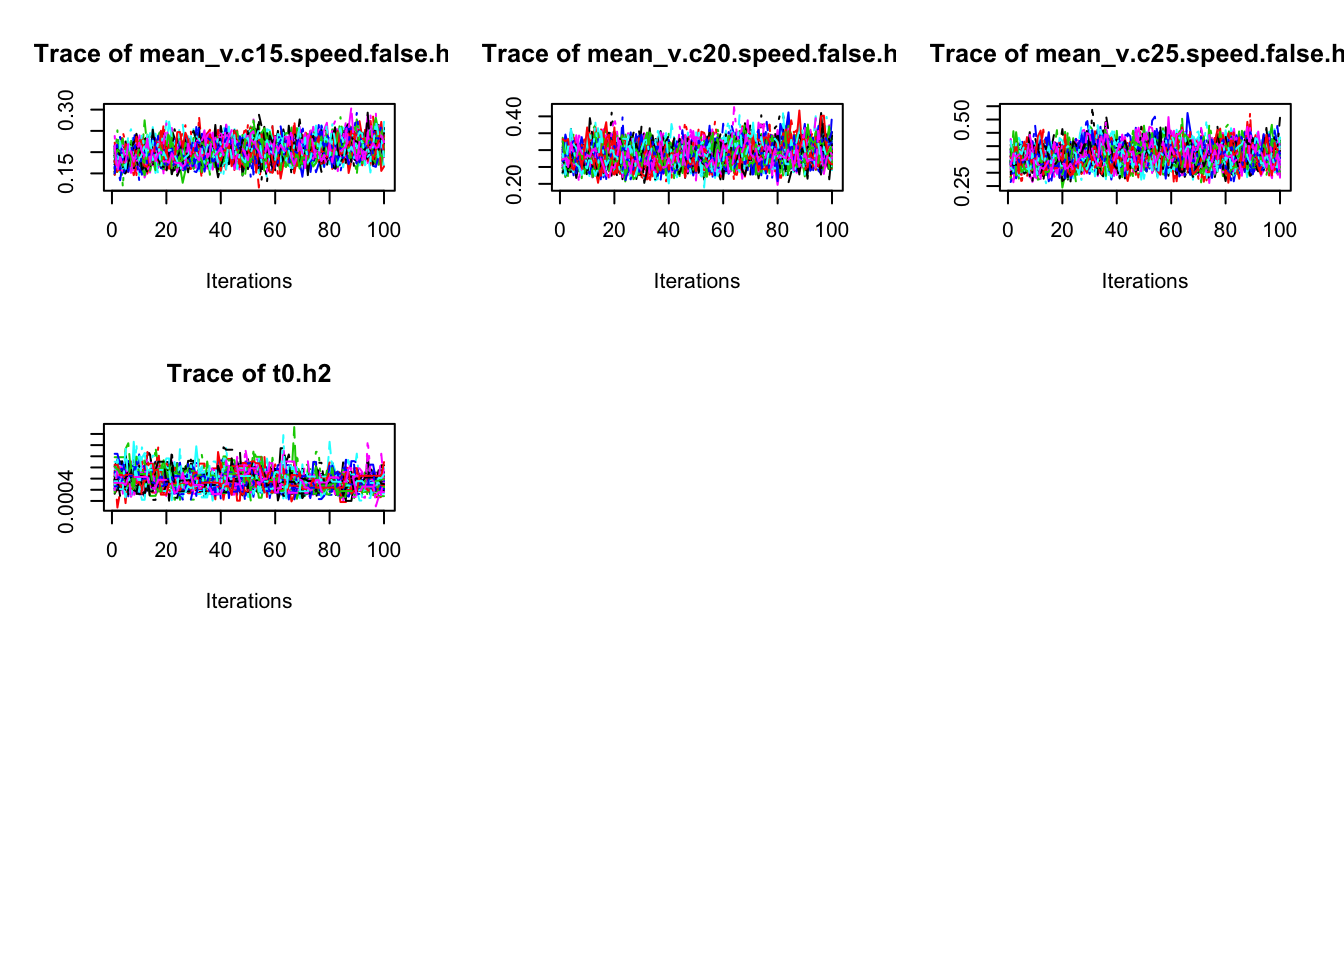 Trace of mean_v.c15.speed.false.h
0.30
0.15
0 20 40 60 80 100
Iterations
Trace of mean_v.c20.speed.false.h
0.40
0.20
0 20 40 60 80 100
Iterations
Trace of mean_v.c25.speed.false.h
0.50
0.25
0 20 40 60 80 100
Iterations
Trace of t0.h2
0.0004
0 20 40 60 80 100
Iterations